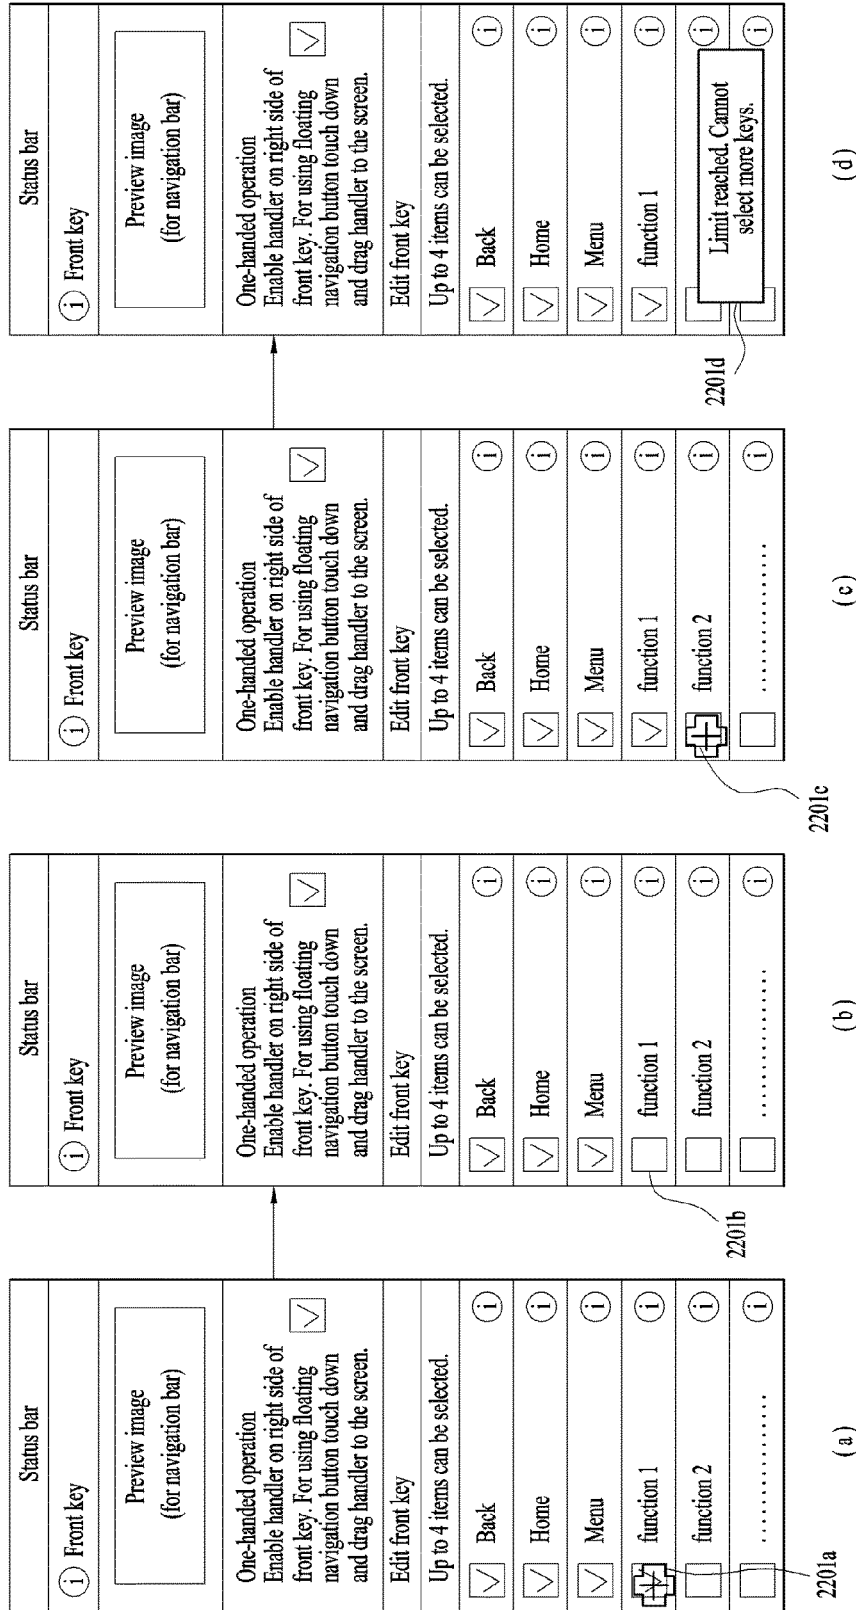 Status bar
i Front key
Preview image
(for navigation bar)
One-handed operation
Enable handler on right side of
front key. For using floating
navigation button touch down
and drag handler to the screen.
Edit front key
Up to 4 items can be selected.
Back i
Home i
Menu i
function 1 i
function 2 i
................ i
2201a
(a)
Status bar
i Front key
Preview image
(for navigation bar)
One-handed operation
Enable handler on right side of
front key. For using floating
navigation button touch down
and drag handler to the screen.
Edit front key
Up to 4 items can be selected.
Back i
Home i
Menu i
function 1 i
function 2 i
................ i
2201b
(b)
Status bar
i Front key
Preview image
(for navigation bar)
One-handed operation
Enable handler on right side of
front key. For using floating
navigation button touch down
and drag handler to the screen.
Edit front key
Up to 4 items can be selected.
Back i
Home i
Menu i
function 1 i
function 2 i
................ i
2201c
(c)
Status bar
i Front key
Preview image
(for navigation bar)
One-handed operation
Enable handler on right side of
front key. For using floating
navigation button touch down
and drag handler to the screen.
Edit front key
Up to 4 items can be selected.
Back i
Home i
Menu i
function 1 i
i
Limit reached. Cannot
select more keys.
i
2201d
(d)